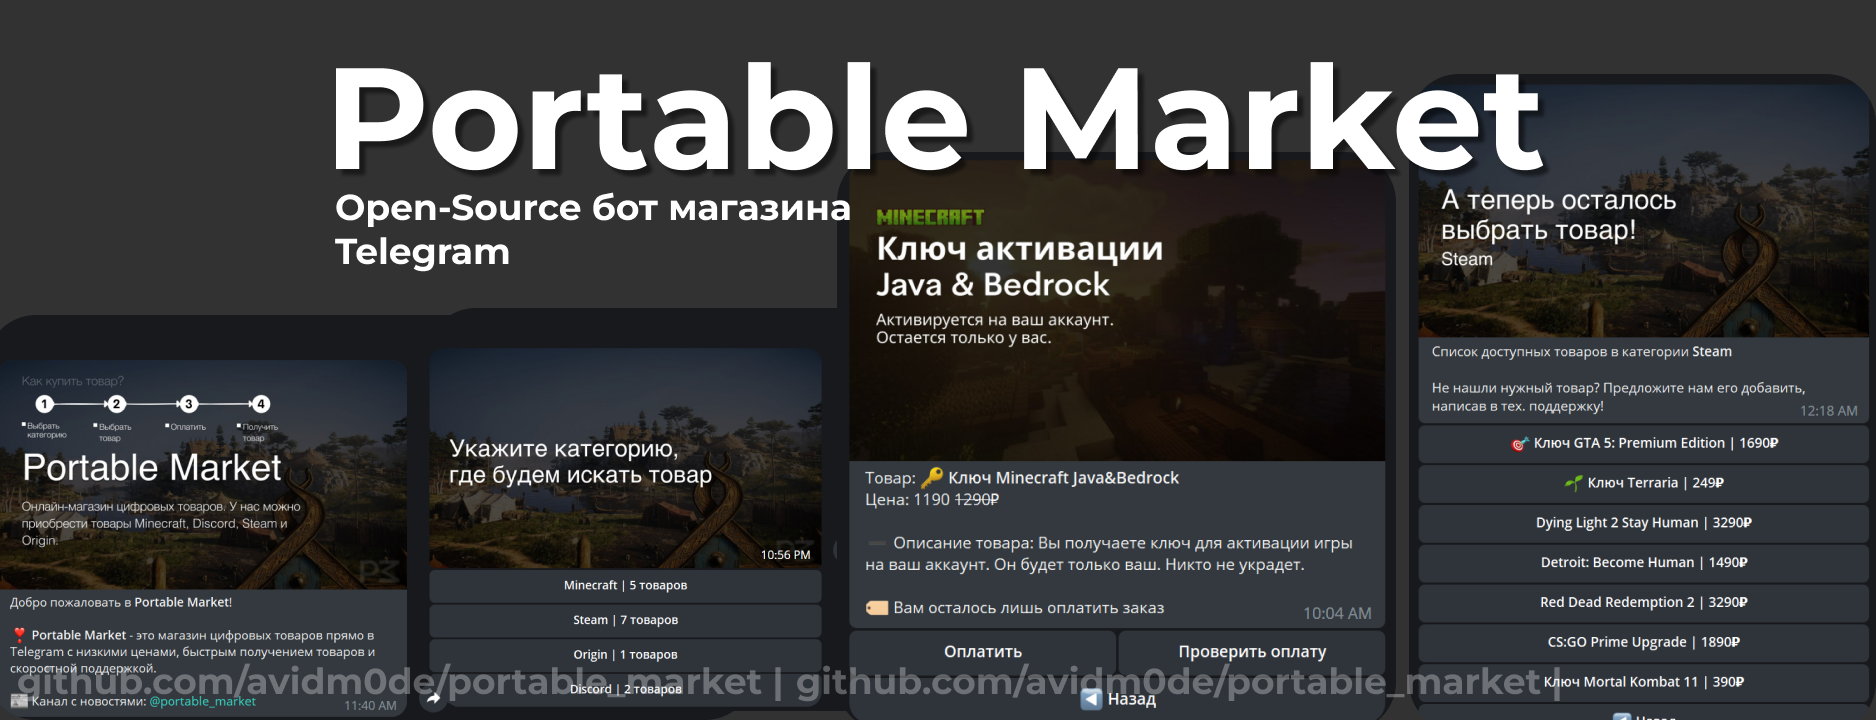 Portable Market
Open-Source бот магазина
Telegram
Как купить товар?
1 2 3 4
Выбрать категорию
Выбрать товар
Оплатить
Получить товар
Portable Market
Онлайн-магазин цифровых товаров. У нас можно
приобрести товары Minecraft, Discord, Steam и
Origin.
PM
Добро пожаловать в Portable Market!
Portable Market - это магазин цифровых товаров прямо в
Telegram с низкими ценами, быстрым получением товаров и
скоростной поддержкой.
Канал с новостями: @portable_market
11:40 AM
Укажите категорию,
где будем искать товар
10:56 PM
Minecraft | 5 товаров
Steam | 7 товаров
Origin | 1 товаров
Discord | 2 товаров
MINECRAFT
Ключ активации
Java & Bedrock
Активируется на ваш аккаунт.
Остается только у вас.
Товар: 🔑 Ключ Minecraft Java&Bedrock
Цена: 1190 1290₽
➖ Описание товара: Вы получаете ключ для активации игры
на ваш аккаунт. Он будет только ваш. Никто не украдет.
Вам осталось лишь оплатить заказ
10:04 AM
Оплатить
Проверить оплату
Назад
А теперь осталось
выбрать товар!
Steam
Список доступных товаров в категории Steam
Не нашли нужный товар? Предложите нам его добавить,
написав в тех. поддержку!
12:18 AM
Ключ GTA 5: Premium Edition | 1690₽
Ключ Terraria | 249₽
Dying Light 2 Stay Human | 3290₽
Detroit: Become Human | 1490₽
Red Dead Redemption 2 | 3290₽
CS:GO Prime Upgrade | 1890₽
Ключ Mortal Kombat 11 | 390₽
Назад
github.com/avidm0de/portable_market | github.com/avidm0de/portable_market |